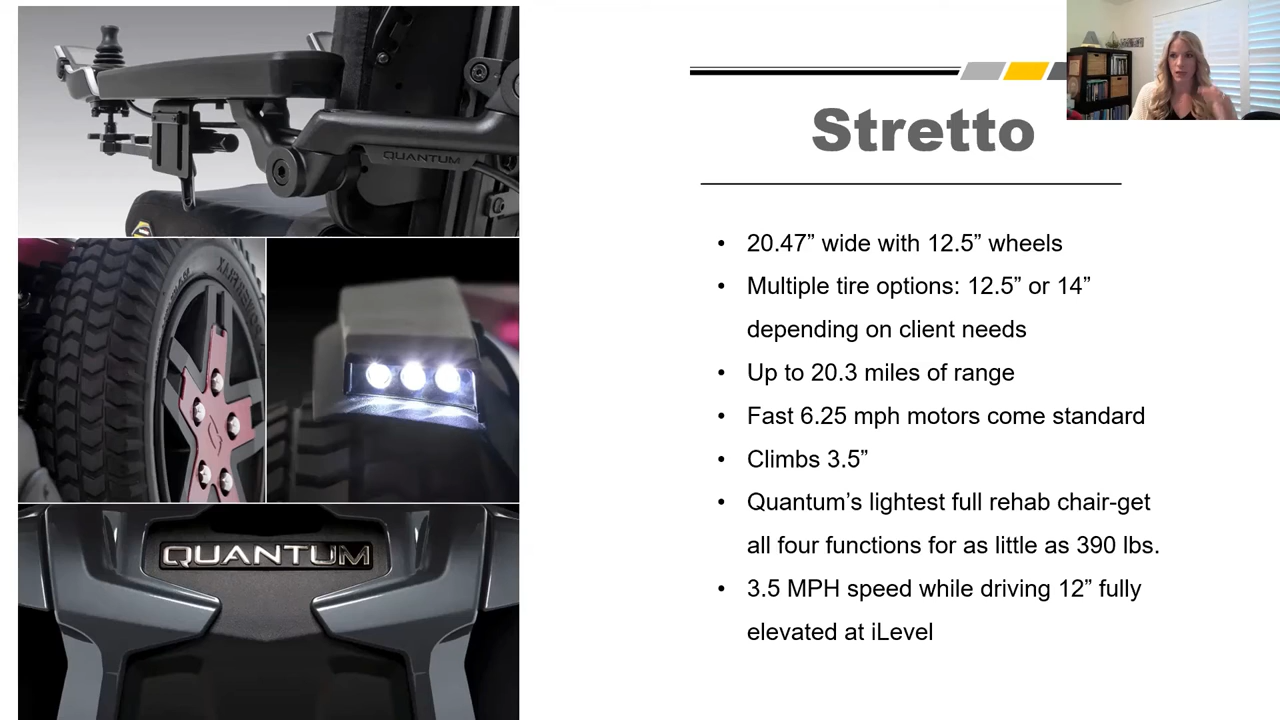 QUANTUM
QUANTUM
Stretto
• 20.47” wide with 12.5” wheels
• Multiple tire options: 12.5” or 14”
depending on client needs
• Up to 20.3 miles of range
• Fast 6.25 mph motors come standard
• Climbs 3.5”
• Quantum’s lightest full rehab chair-get
all four functions for as little as 390 lbs.
• 3.5 MPH speed while driving 12” fully
elevated at iLevel